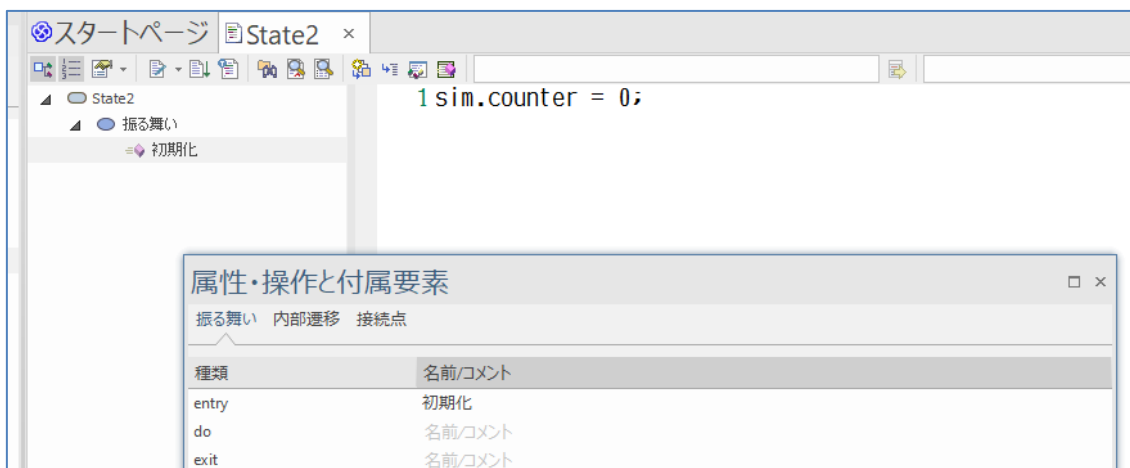 スタートページ State2 ×
State2
振る舞い
初期化
1 sim.counter = 0;
属性・操作と付属要素
振る舞い 内部遷移 接続点
種類 名前/コメント
entry 初期化
do 名前/コメント
exit 名前/コメント